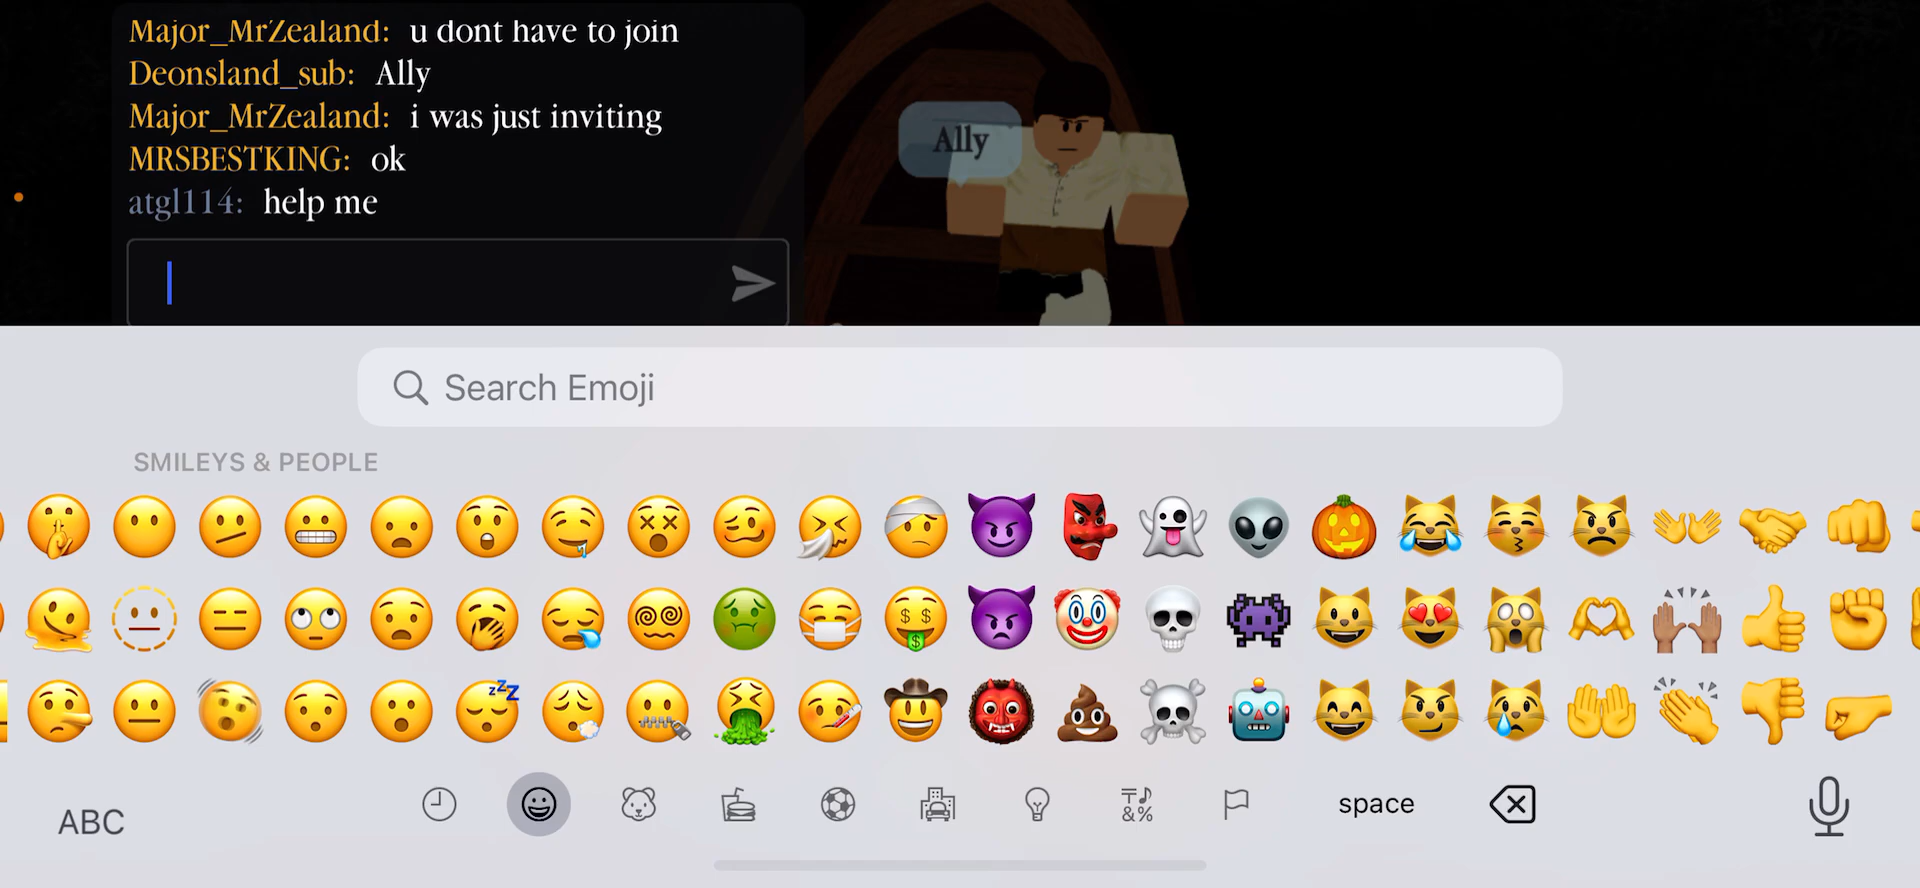 Major_MrZealand: u dont have to join
Deonsland_sub: Ally
Major_MrZealand: i was just inviting
MRSBESTKING: ok
atgl114: help me
Ally
Search Emoji
SMILEYS & PEOPLE
ABC
space